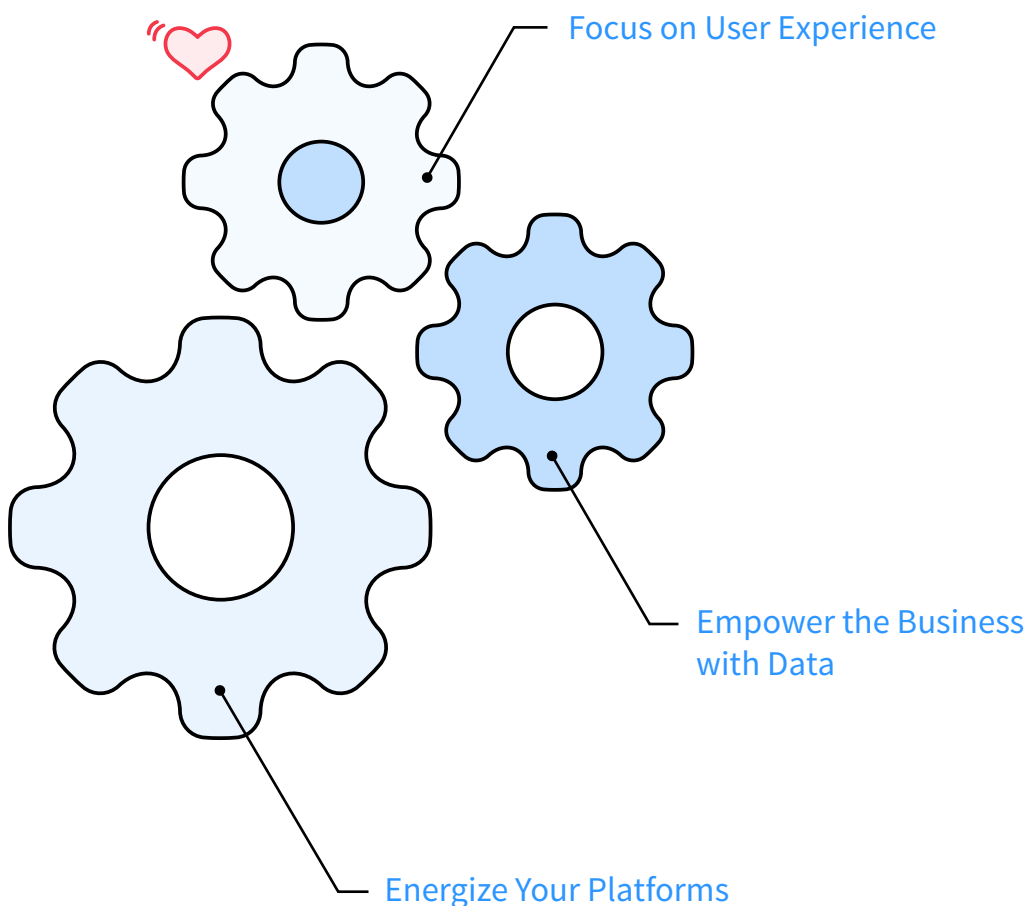 Focus on User Experience
Empower the Business
with Data
Energize Your Platforms